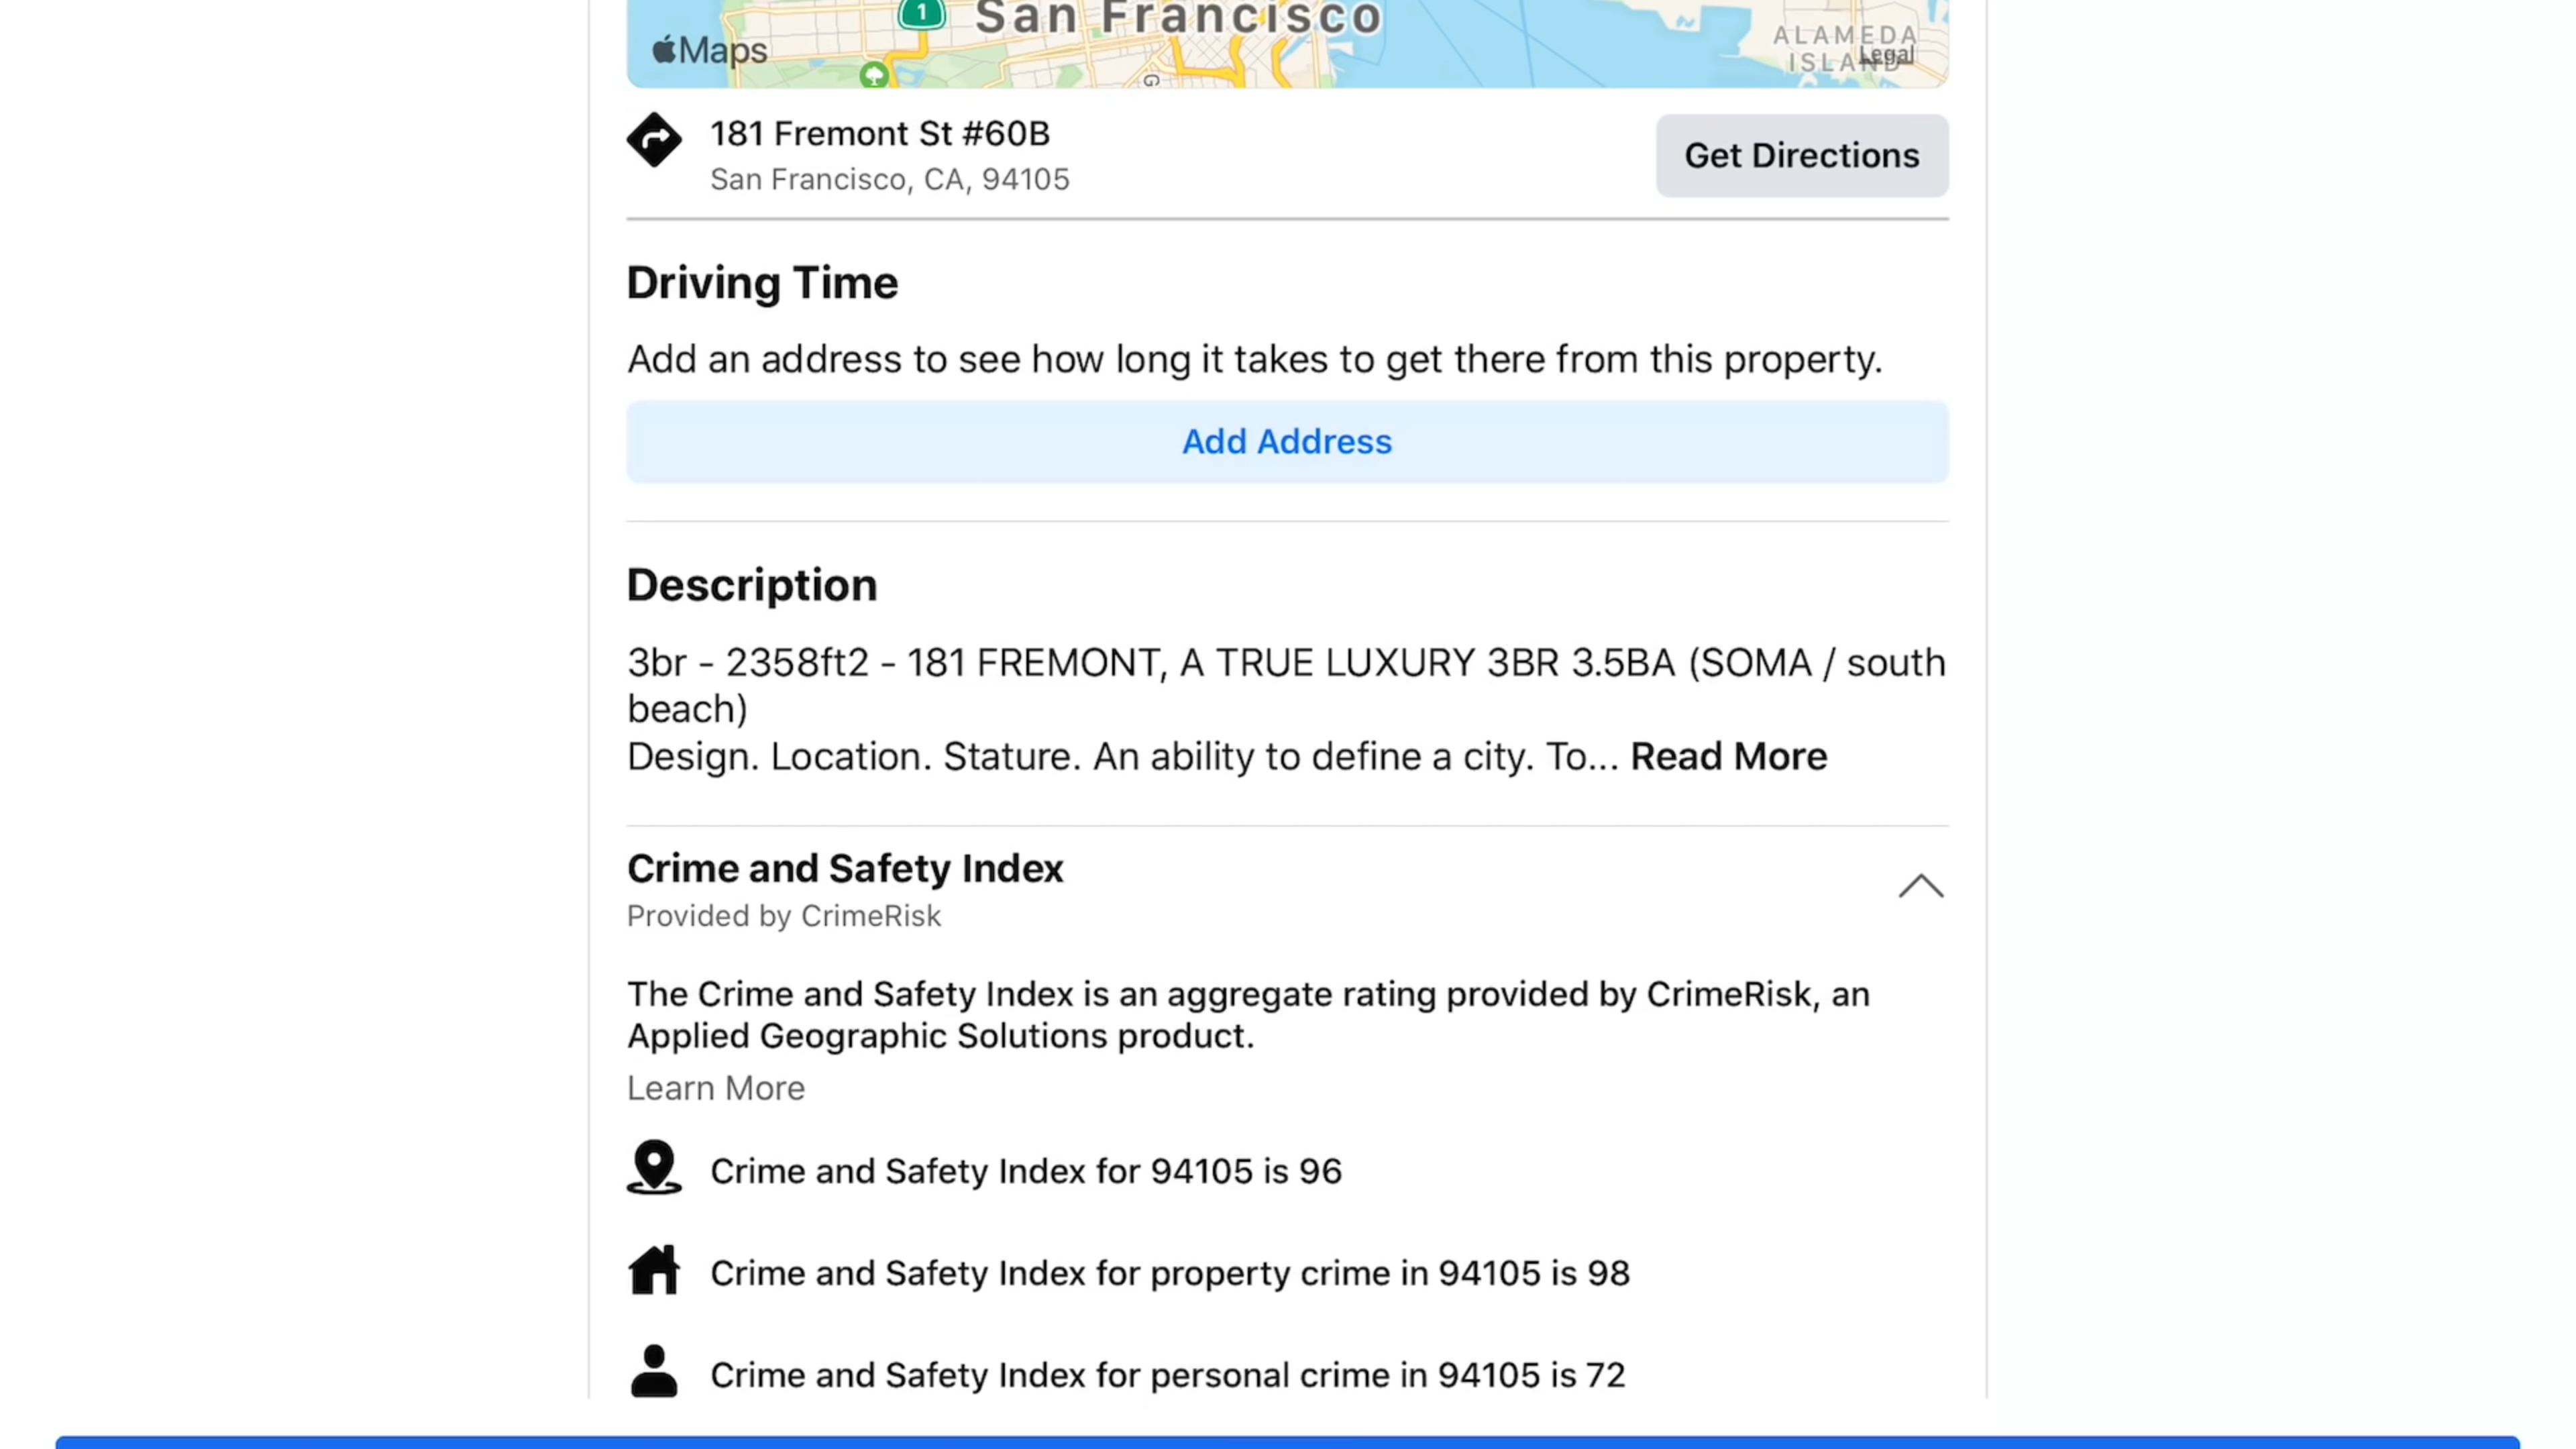 1
San Francisco
Maps
ALAMEDA
ISLAND
Legal
G
181 Fremont St #60B
San Francisco, CA, 94105
Get Directions
Driving Time
Add an address to see how long it takes to get there from this property.
Add Address
Description
3br - 2358ft2 - 181 FREMONT, A TRUE LUXURY 3BR 3.5BA (SOMA / south
beach)
Design. Location. Stature. An ability to define a city. To... Read More
Crime and Safety Index
Provided by CrimeRisk
The Crime and Safety Index is an aggregate rating provided by CrimeRisk, an
Applied Geographic Solutions product.
Learn More
Crime and Safety Index for 94105 is 96
Crime and Safety Index for property crime in 94105 is 98
Crime and Safety Index for personal crime in 94105 is 72